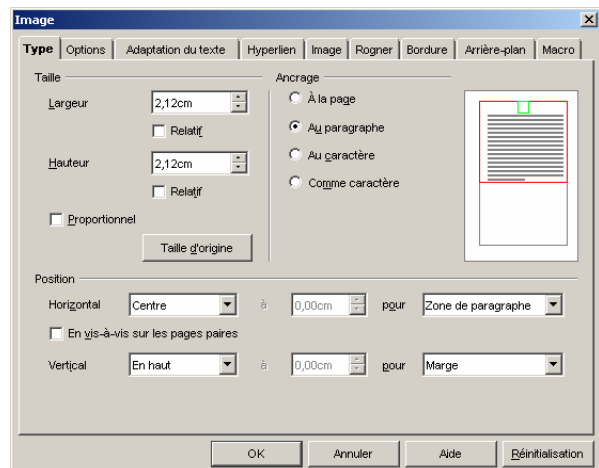 Image
Type Options Adaptation du texte Hyperlien Image Rogner Bordure Arrière-plan Macro
Taille Ancrage
Largeur 2,12cm À la page
Relatif Au paragraphe
Hauteur 2,12cm Au caractère
Relatif Comme caractère
Proportionnel
Taille d'origine
Position
Horizontal Centre à 0,00cm pour Zone de paragraphe
En vis-à-vis sur les pages paires
Vertical En haut à 0,00cm pour Marge
OK Annuler Aide Réinitialisation